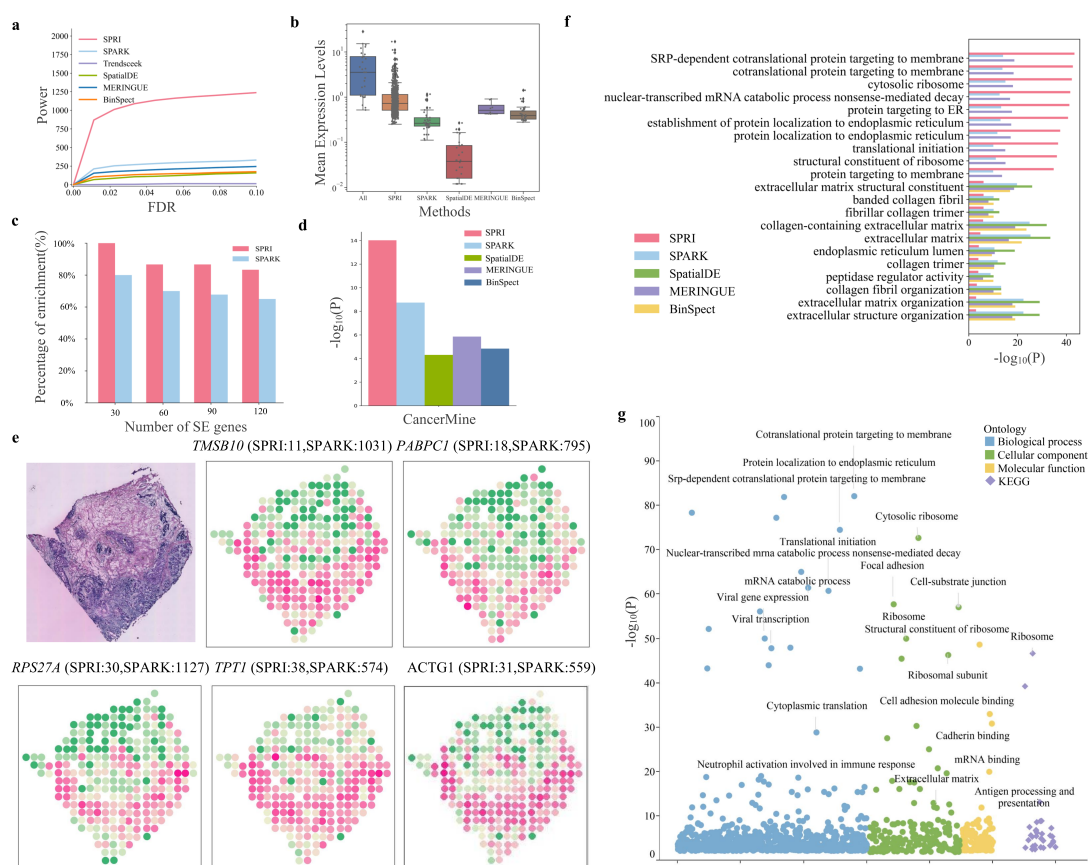 a
2000
1750
1500
1250
1000
750
500
250
0
Power
0.00
0.02
0.04
0.06
0.08
0.10
FDR
SPRI
SPARK
Trendsceek
SpatialDE
MERINGUE
BinSpect
b
Mean Expression Levels
10¹
10⁰
10⁻¹
10⁻²
All
SPRI
SPARK
SpatialDE
MERINGUE
BinSpect
Methods
c
Percentage of enrichment(%)
100%
80%
60%
40%
20%
0%
SPRI
SPARK
30
60
90
120
Number of SE genes
d
-log₁₀(P)
14
12
10
8
6
4
2
0
SPRI
SPARK
SpatialDE
MERINGUE
BinSpect
CancerMine
e
TMSB10 (SPRI:11,SPARK:1031)
PABPC1 (SPRI:18,SPARK:795)
RPS27A (SPRI:30,SPARK:1127)
TPT1 (SPRI:38,SPARK:574)
ACTG1 (SPRI:31,SPARK:559)
f
SRP-dependent cotranslational protein targeting to membrane
cotranslational protein targeting to membrane
cytosolic ribosome
nuclear-transcribed mRNA catabolic process nonsense-mediated decay
protein targeting to ER
establishment of protein localization to endoplasmic reticulum
protein localization to endoplasmic reticulum
translational initiation
structural constituent of ribosome
protein targeting to membrane
extracellular matrix structural constituent
banded collagen fibril
fibrillar collagen trimer
collagen-containing extracellular matrix
extracellular matrix
endoplasmic reticulum lumen
collagen trimer
peptidase regulator activity
collagen fibril organization
extracellular matrix organization
extracellular structure organization
SPRI
SPARK
SpatialDE
MERINGUE
BinSpect
0
20
40
-log₁₀(P)
g
100
90
80
70
60
50
40
30
20
10
2
0
-log₁₀(P)
Ontology
Biological process
Cellular component
Molecular function
KEGG
Cotranslational protein targeting to membrane
Protein localization to endoplasmic reticulum
Srp-dependent cotranslational protein targeting to membrane
Cytosolic ribosome
Translational initiation
Nuclear-transcribed mrna catabolic process nonsense-mediated decay
Focal adhesion
mRNA catabolic process
Cell-substrate junction
Viral gene expression
Ribosome
Viral transcription
Structural constituent of ribosome
Ribosome
Ribosomal subunit
Cytoplasmic translation
Cell adhesion molecule binding
Cadherin binding
mRNA binding
Neutrophil activation involved in immune response
Extracellular matrix
Antigen processing and
presentation